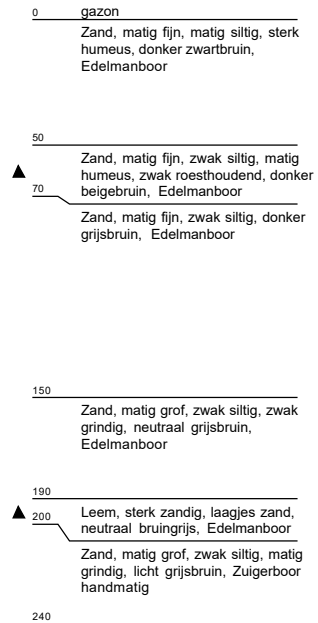 0 gazon
Zand, matig fijn, matig siltig, sterk
humeus, donker zwartbruin,
Edelmanboor
50
Zand, matig fijn, zwak siltig, matig
humeus, zwak roesthoudend, donker
beigebruin, Edelmanboor
70
Zand, matig fijn, zwak siltig, donker
grijsbruin, Edelmanboor
150
Zand, matig grof, zwak siltig, zwak
grindig, neutraal grijsbruin,
Edelmanboor
190
Leem, sterk zandig, laagjes zand,
200 neutraal bruingrijs, Edelmanboor
Zand, matig grof, zwak siltig, matig
grindig, licht grijsbruin, Zuigerboor
handmatig
240